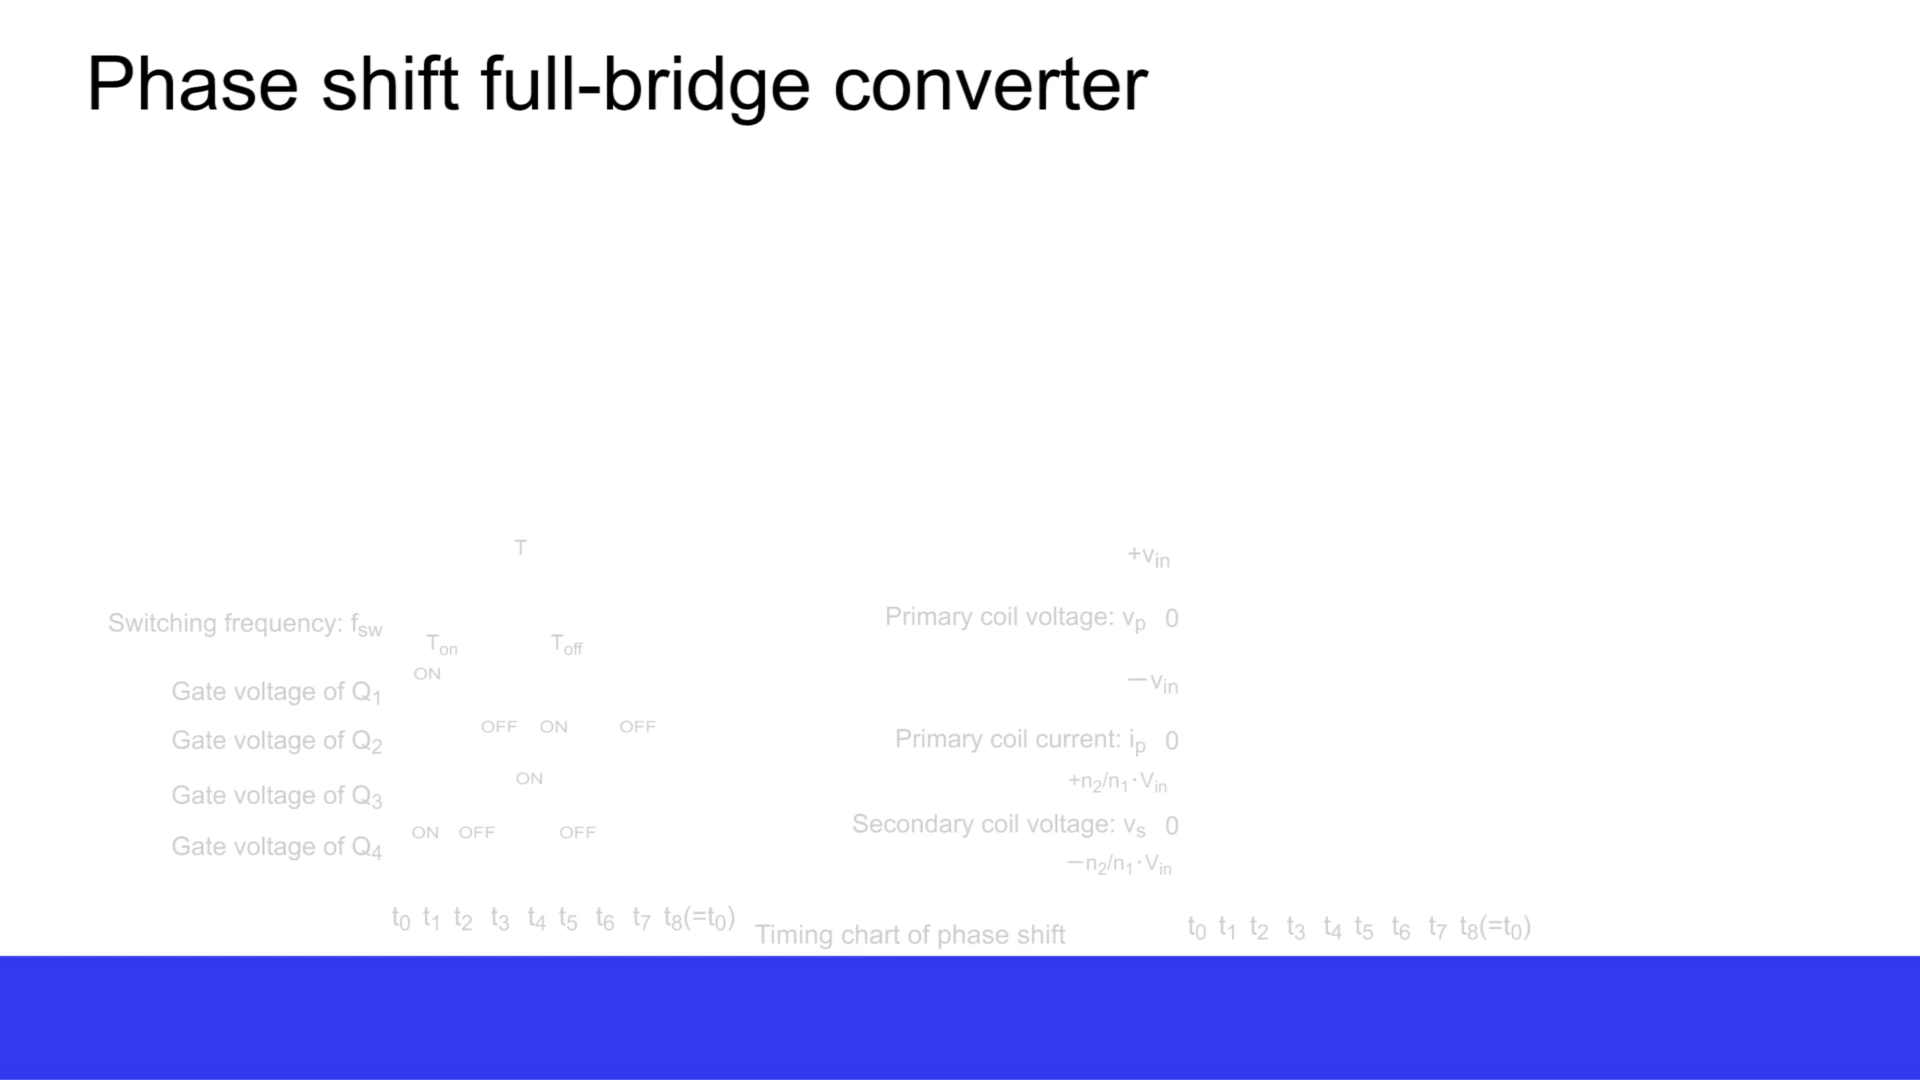 Phase shift full-bridge converter
T
Switching frequency: fsw
Ton Toff
ON
Gate voltage of Q1
OFF ON OFF
Gate voltage of Q2
ON
Gate voltage of Q3
ON OFF OFF
Gate voltage of Q4
t0 t1 t2 t3 t4 t5 t6 t7 t8(=t0)
+vin
Primary coil voltage: vp 0
−vin
Primary coil current: ip 0
+n2/n1·Vin
Secondary coil voltage: vs 0
−n2/n1·Vin
t0 t1 t2 t3 t4 t5 t6 t7 t8(=t0)
Timing chart of phase shift